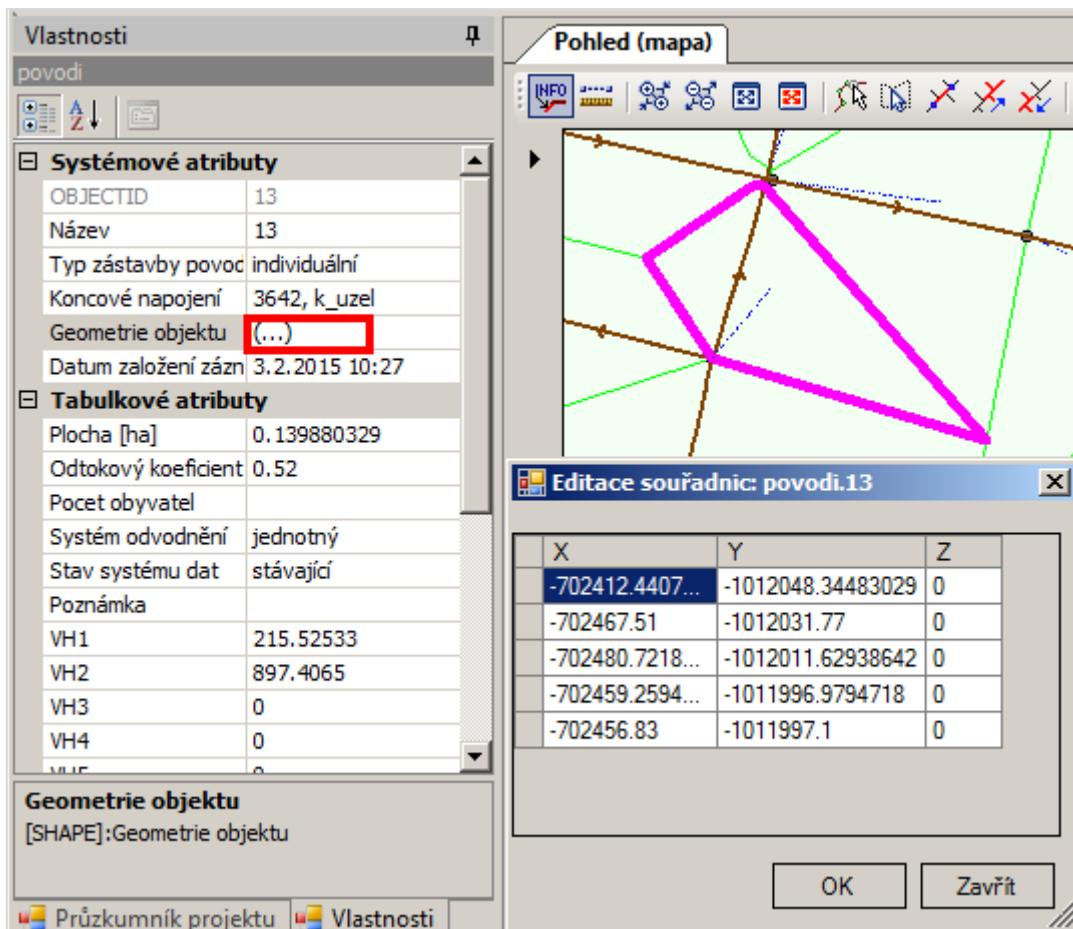 Vlastnosti
povodi
Systémové atributy
OBJECTID 13
Název 13
Typ zástavby povod individuální
Koncové napojení 3642, k_uzel
Geometrie objektu (...)
Datum založení zázn 3.2.2015 10:27
Tabulkové atributy
Plocha [ha] 0.139880329
Odtokový koeficient 0.52
Pocet obyvatel
Systém odvodnění jednotný
Stav systému dat stávající
Poznámka
VH1 215.52533
VH2 897.4065
VH3 0
VH4 0
Geometrie objektu
[SHAPE]:Geometrie objektu
Průzkumník projektu Vlastnosti
Pohled (mapa)
INFO
Editace souřadnic: povodi.13
X Y Z
-702412.4407... -1012048.34483029 0
-702467.51 -1012031.77 0
-702480.7218... -1012011.62938642 0
-702459.2594... -1011996.9794718 0
-702456.83 -1011997.1 0
OK Zavřít